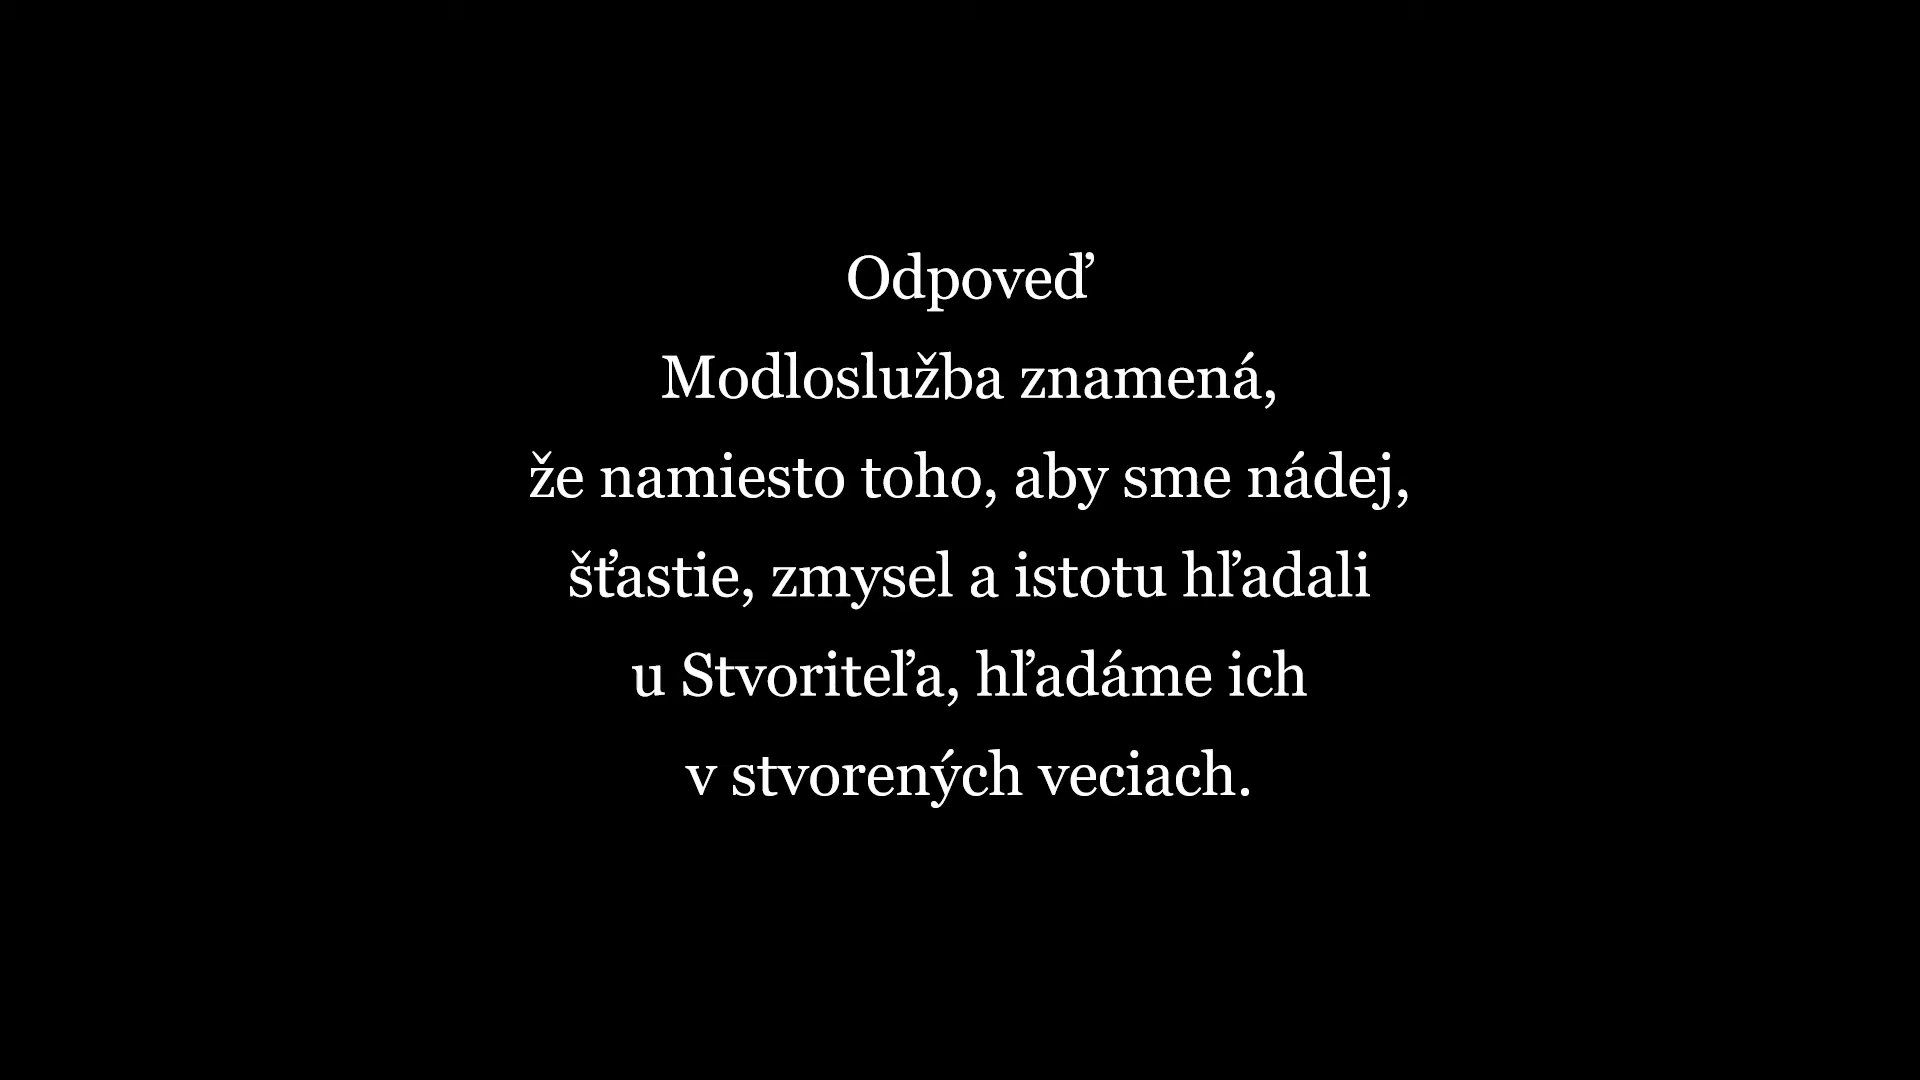 Odpoveď
Modloslužba znamená,
že namiesto toho, aby sme nádej,
šťastie, zmysel a istotu hľadali
u Stvoriteľa, hľadáme ich
v stvorených veciach.